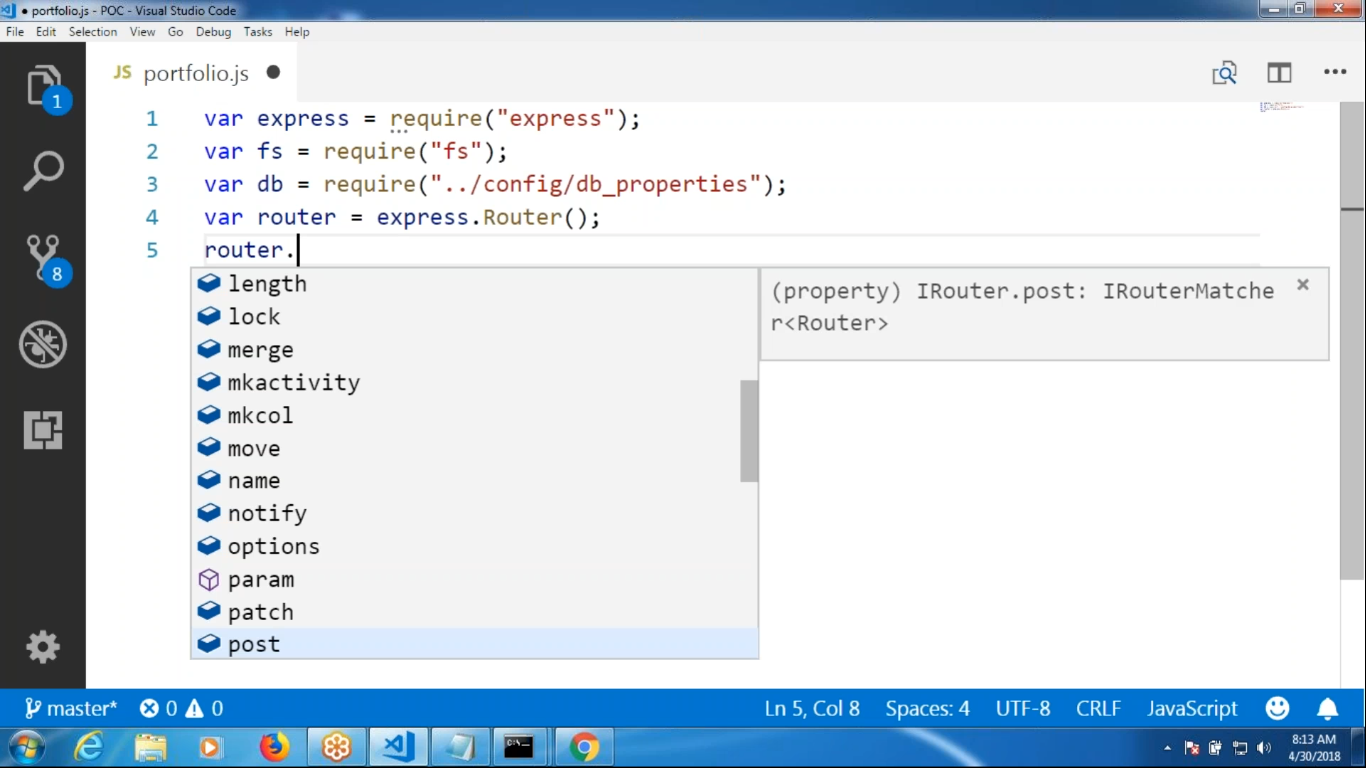 ● portfolio.js - POC - Visual Studio Code
File Edit Selection View Go Debug Tasks Help
JS portfolio.js ●
1 var express = require("express");
2 var fs = require("fs");
3 var db = require("../config/db_properties");
4 var router = express.Router();
5 router.
length
lock
merge
mkactivity
mkcol
move
name
notify
options
param
patch
post
(property) IRouter.post: IRouterMatche
r<Router>
1
8
master* 0 0 Ln 5, Col 8 Spaces: 4 UTF-8 CRLF JavaScript
8:13 AM
4/30/2018